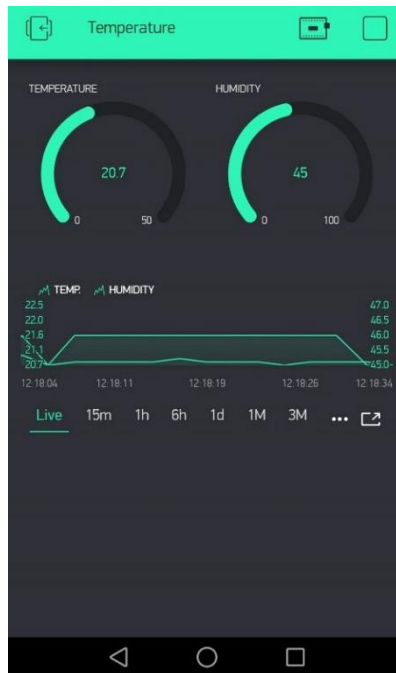 Temperature
TEMPERATURE HUMIDITY
20.7 45
0 50 0 100
TEMP. HUMIDITY
22.5 47.0
22.0 46.5
21.6 46.0
21.1 45.5
20.7 45.0
12:18:04 12:18:11 12:18:19 12:18:26 12:18:34
Live 15m 1h 6h 1d 1M 3M ...